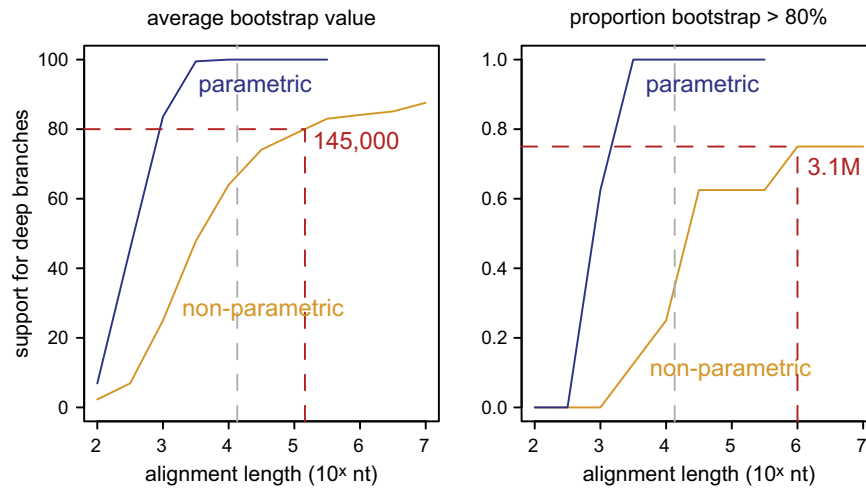 average bootstrap value
proportion bootstrap > 80%
support for deep branches
100
80
60
40
20
0
parametric
145,000
non-parametric
2 3 4 5 6 7
alignment length (10ˣ nt)
1.0
0.8
0.6
0.4
0.2
0.0
parametric
3.1M
non-parametric
2 3 4 5 6 7
alignment length (10ˣ nt)